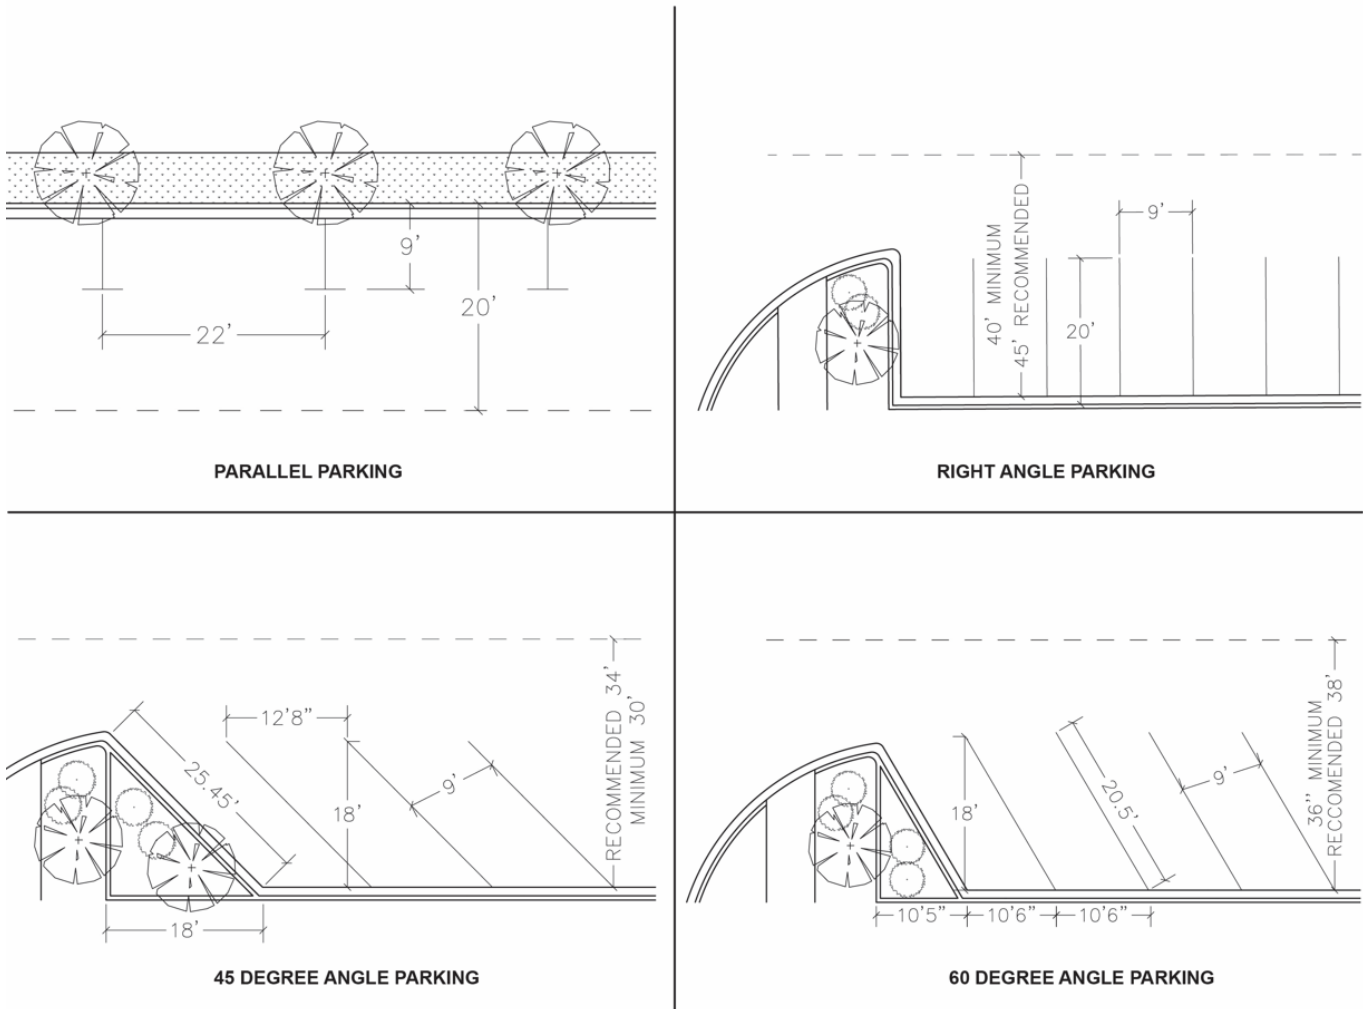 9'
20'
22'
PARALLEL PARKING
40' MINIMUM
45' RECOMMENDED
9'
20'
RIGHT ANGLE PARKING
12'8"
25.45'
9'
18'
RECOMMENDED 34'
MINIMUM 30'
18'
45 DEGREE ANGLE PARKING
18'
20.5'
9'
36" MINIMUM
RECCOMENDED 38'
10'5"
10'6"
10'6"
60 DEGREE ANGLE PARKING